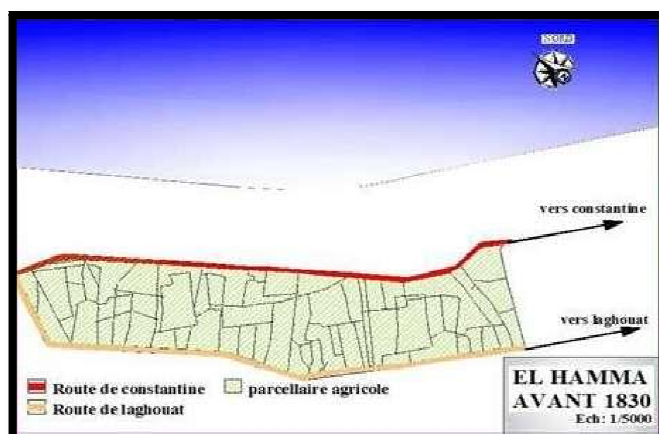 NORD
vers constantine
vers laghouat
Route de constantine
parcellaire agricole
Route de laghouat
EL HAMMA
AVANT 1830
Ech: 1/5000